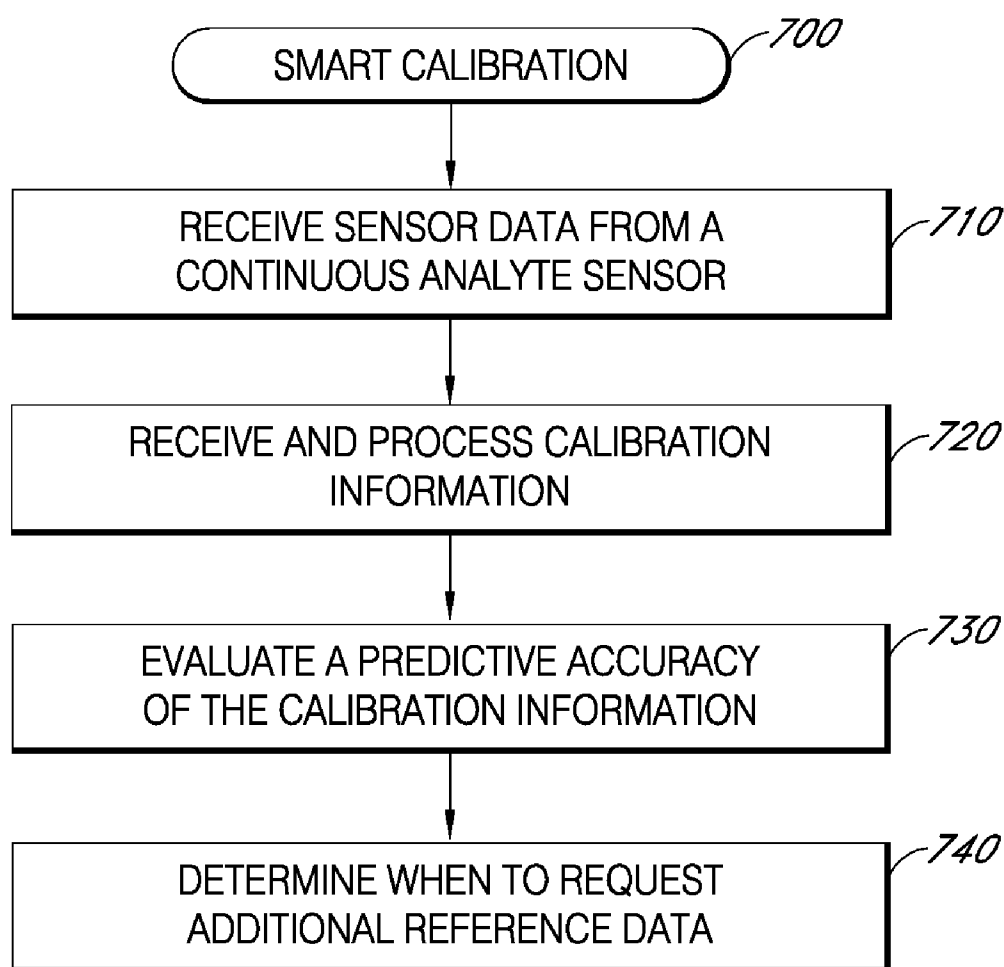 SMART CALIBRATION
700
RECEIVE SENSOR DATA FROM A
CONTINUOUS ANALYTE SENSOR
710
RECEIVE AND PROCESS CALIBRATION
INFORMATION
720
EVALUATE A PREDICTIVE ACCURACY
OF THE CALIBRATION INFORMATION
730
DETERMINE WHEN TO REQUEST
ADDITIONAL REFERENCE DATA
740